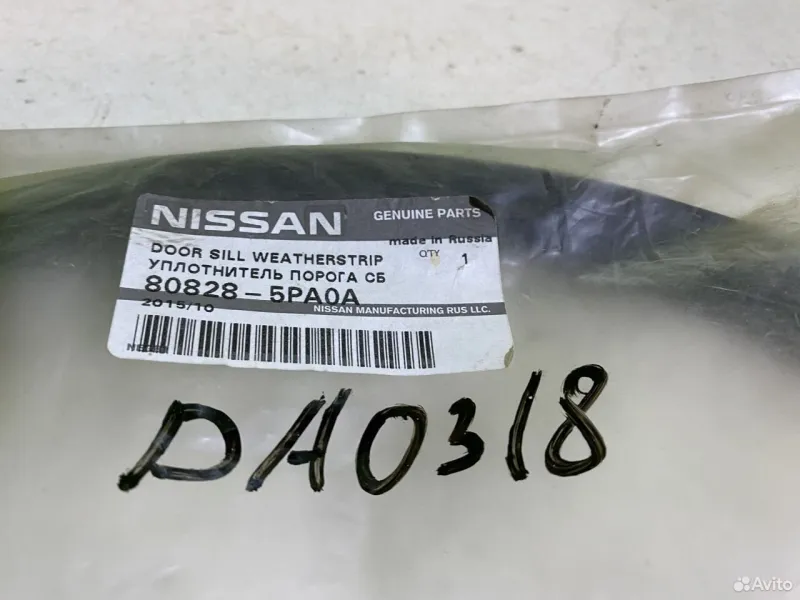 NISSAN GENUINE PARTS
made in Russia
DOOR SILL WEATHERSTRIP QTY 1
УПЛОТНИТЕЛЬ ПОРОГА СБ
80828-5PA0A
2015/10 NISSAN MANUFACTURING RUS LLC.
DA0318
Avito